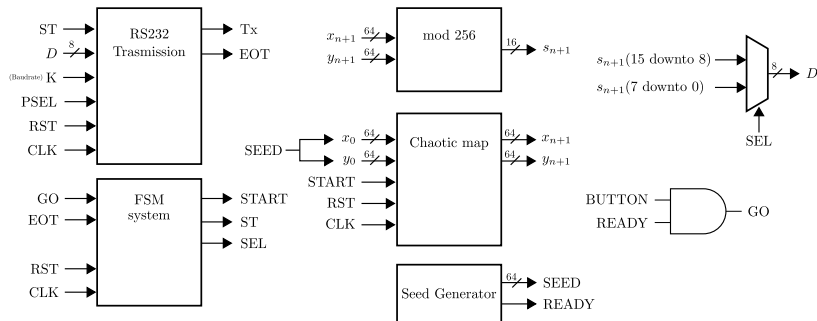 ST
D
8
(Baudrate) K
PSEL
RST
CLK
RS232
Trasmission
Tx
EOT
GO
EOT
RST
CLK
FSM
system
START
ST
SEL
x_{n+1}
64
y_{n+1}
64
mod 256
16
s_{n+1}
SEED
x_0
64
y_0
64
START
RST
CLK
Chaotic map
64
x_{n+1}
64
y_{n+1}
Seed Generator
64
SEED
READY
s_{n+1}(15 downto 8)
s_{n+1}(7 downto 0)
8
D
SEL
BUTTON
READY
GO